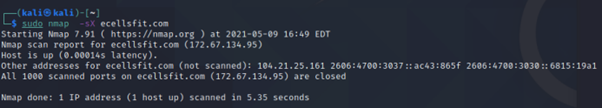 ┌──(kali㉿kali)-[~]
└─$ sudo nmap -sX ecellsfit.com
Starting Nmap 7.91 ( https://nmap.org ) at 2021-05-09 16:49 EDT
Nmap scan report for ecellsfit.com (172.67.134.95)
Host is up (0.00014s latency).
Other addresses for ecellsfit.com (not scanned): 104.21.25.161 2606:4700:3037::ac43:865f 2606:4700:3030::6815:19a1
All 1000 scanned ports on ecellsfit.com (172.67.134.95) are closed

Nmap done: 1 IP address (1 host up) scanned in 5.35 seconds